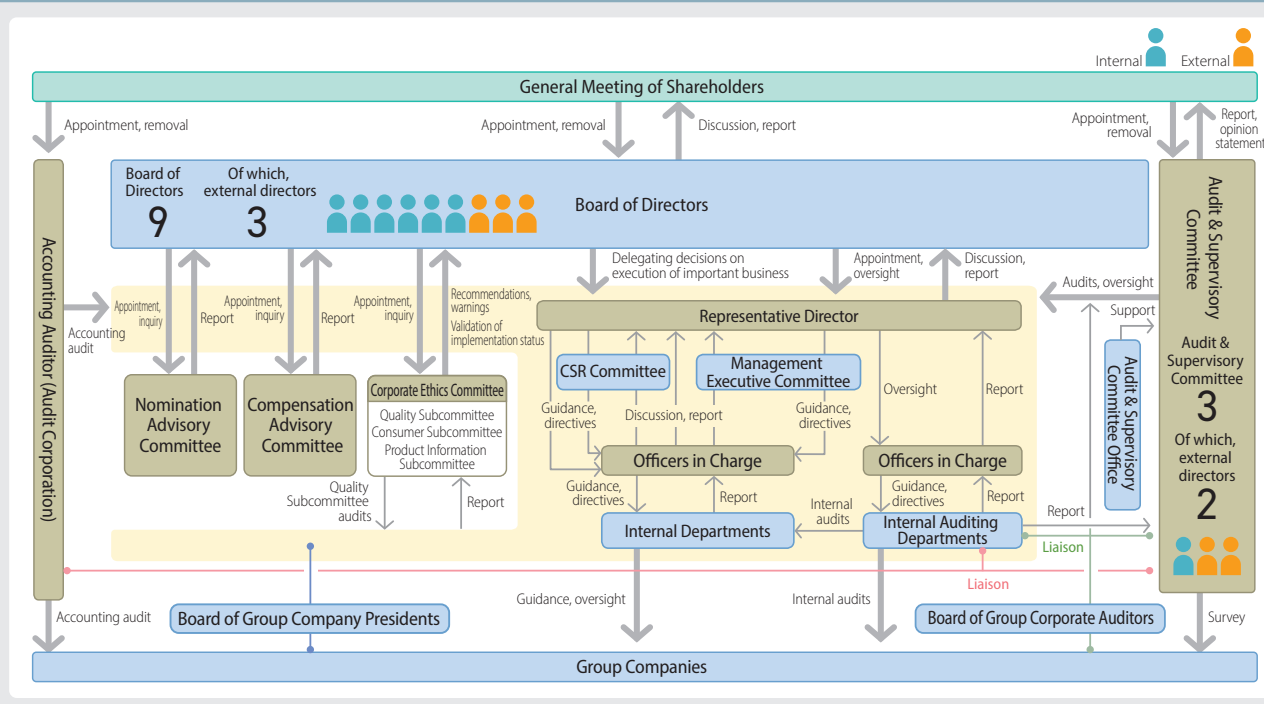 Internal
External
General Meeting of Shareholders
Appointment, removal
Appointment, removal
Discussion, report
Appointment,
removal
Report,
opinion
statement
Board of
Directors
9
Of which,
external directors
3
Board of Directors
Accounting Auditor (Audit Corporation)
Audit & Supervisory
Committee
Audit &
Supervisory
Committee
3
Of which,
external
directors
2
Delegating decisions on
execution of important business
Appointment,
oversight
Discussion,
report
Audits, oversight
Support
Audit & Supervisory
Committee Office
Accounting
audit
Appointment,
inquiry
Report
Appointment,
inquiry
Report
Appointment,
inquiry
Recommendations,
warnings
Validation of
implementation status
Representative Director
CSR Committee
Management
Executive Committee
Nomination
Advisory
Committee
Compensation
Advisory
Committee
Corporate Ethics Committee
Quality Subcommittee
Consumer Subcommittee
Product Information
Subcommittee
Guidance,
directives
Discussion, report
Guidance,
directives
Oversight
Report
Officers in Charge
Officers in Charge
Quality
Subcommittee
audits
Report
Guidance,
directives
Report
Internal
audits
Guidance,
directives
Report
Internal Departments
Internal Auditing
Departments
Report
Liaison
Liaison
Accounting audit
Board of Group Company Presidents
Guidance, oversight
Internal audits
Board of Group Corporate Auditors
Survey
Group Companies